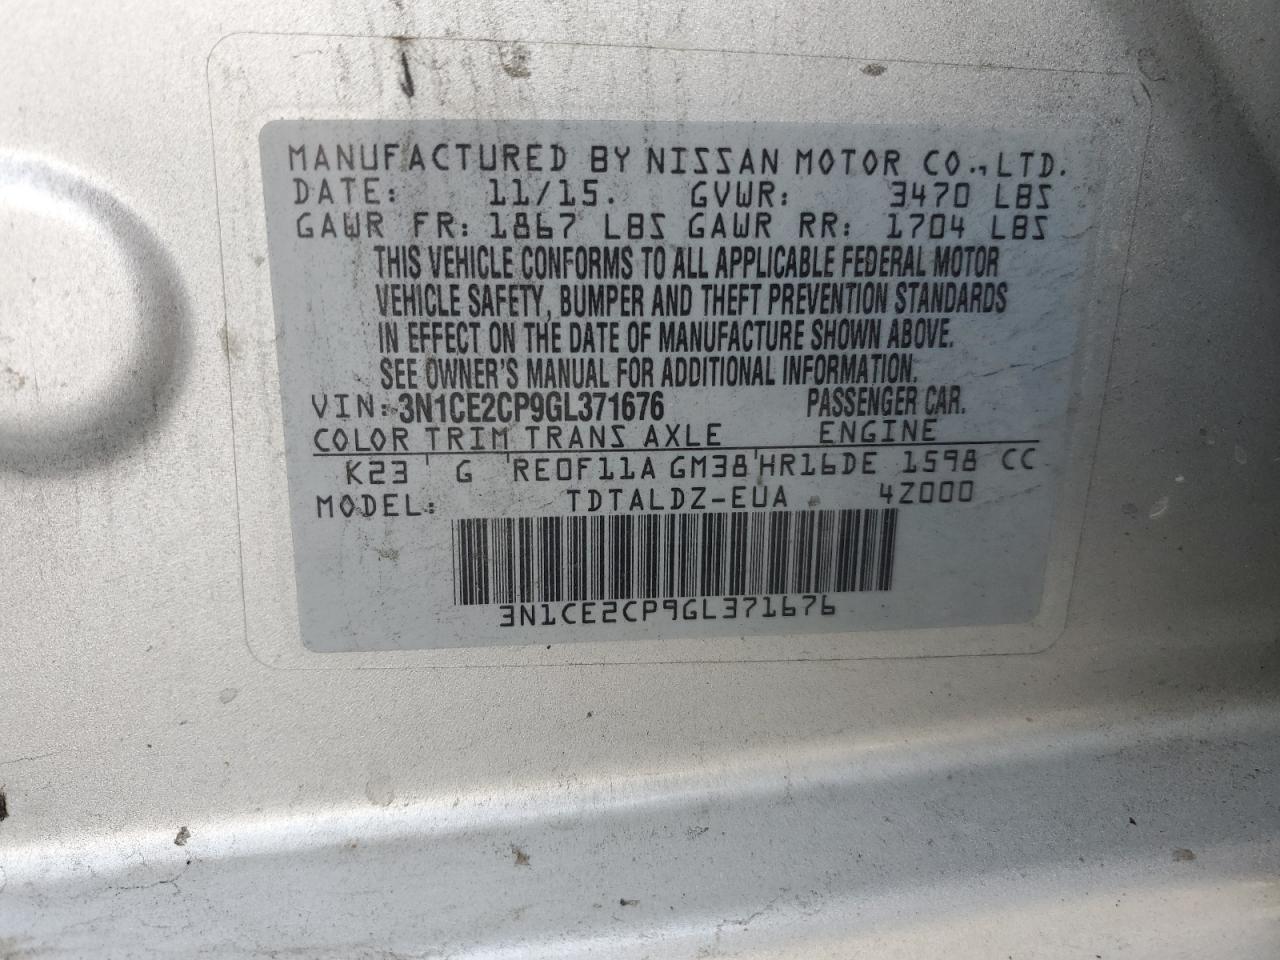 MANUFACTURED BY NISSAN MOTOR CO., LTD.
DATE: 11/15. GVWR: 3470 LBS
GAWR FR: 1867 LBS GAWR RR: 1704 LBS
THIS VEHICLE CONFORMS TO ALL APPLICABLE FEDERAL MOTOR
VEHICLE SAFETY, BUMPER AND THEFT PREVENTION STANDARDS
IN EFFECT ON THE DATE OF MANUFACTURE SHOWN ABOVE.
SEE OWNER'S MANUAL FOR ADDITIONAL INFORMATION.
VIN: 3N1CE2CP9GL371676 PASSENGER CAR.
COLOR TRIM TRANS AXLE ENGINE
K23 G RE0F11A GM38 HR16DE 1598 CC
MODEL: TDTALDZ-EUA 4Z000
3N1CE2CP9GL371676